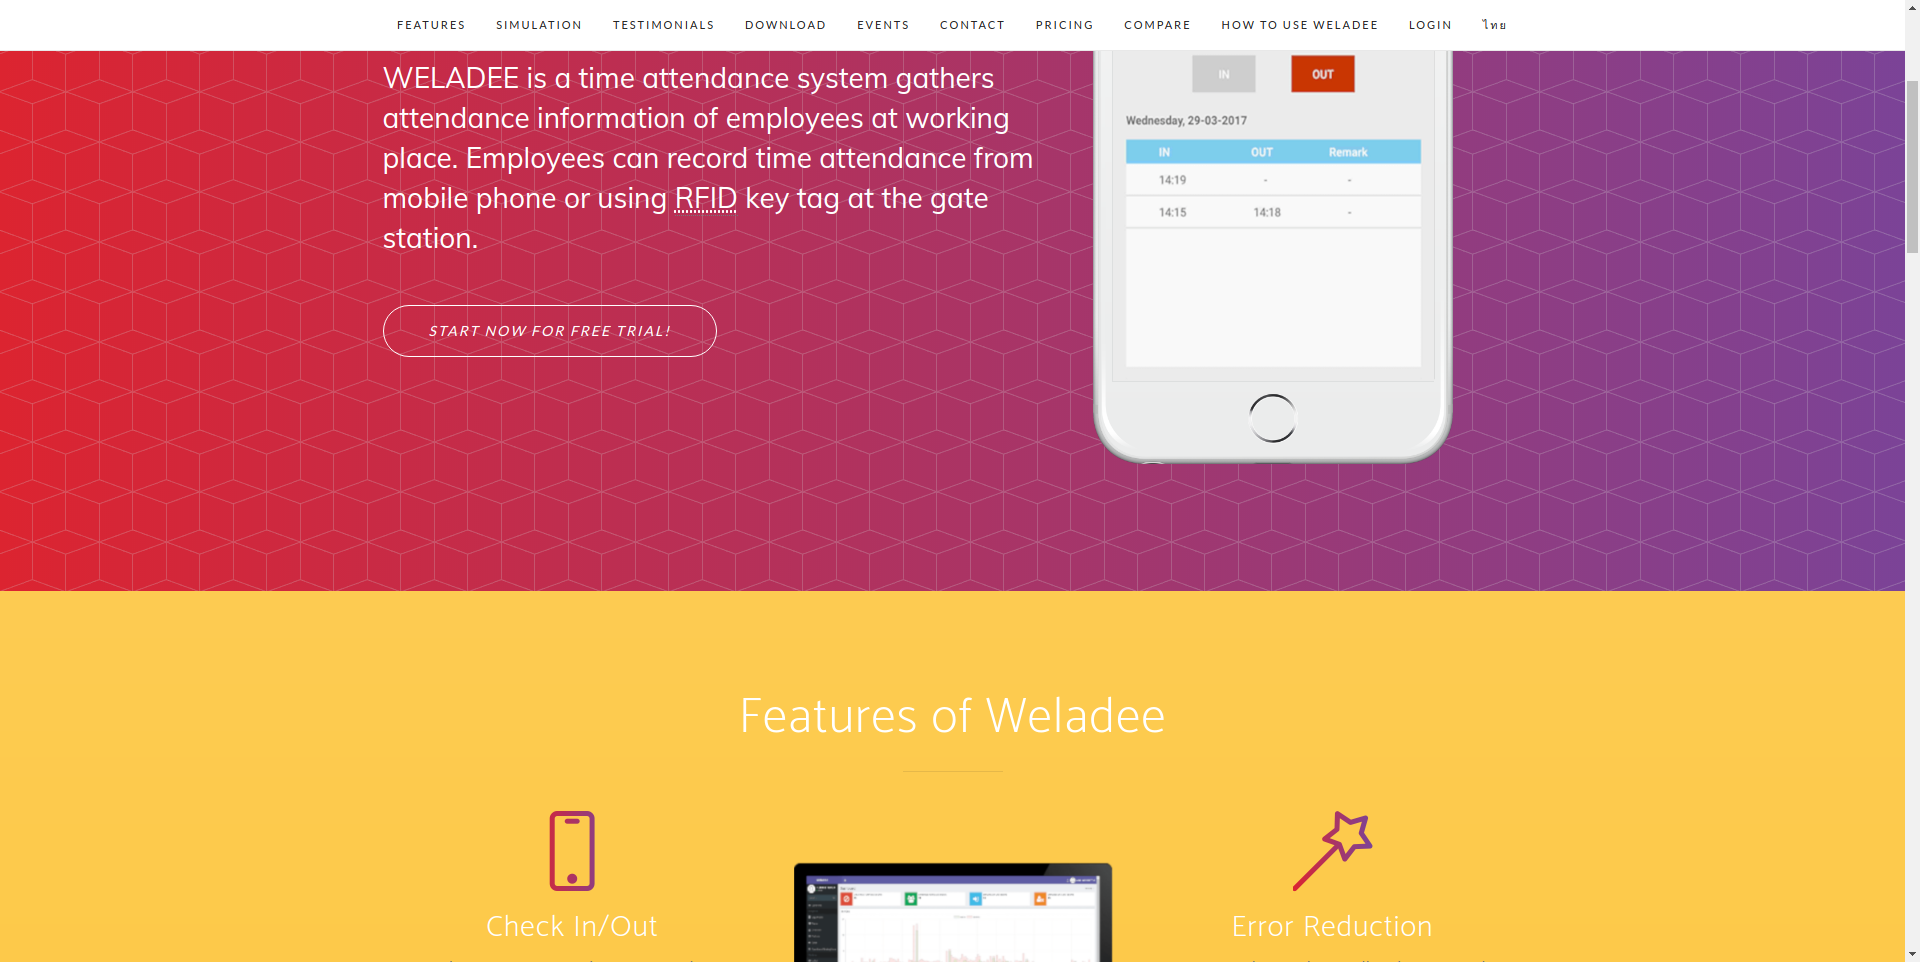 FEATURES SIMULATION TESTIMONIALS DOWNLOAD EVENTS CONTACT PRICING COMPARE HOW TO USE WELADEE LOGIN ไทย
WELADEE is a time attendance system gathers
attendance information of employees at working
place. Employees can record time attendance from
mobile phone or using RFID key tag at the gate
station.
START NOW FOR FREE TRIAL!
IN OUT
Wednesday, 29-03-2017
IN OUT Remark
14:19 - -
14:15 14:18 -
Features of Weladee
Check In/Out
Error Reduction